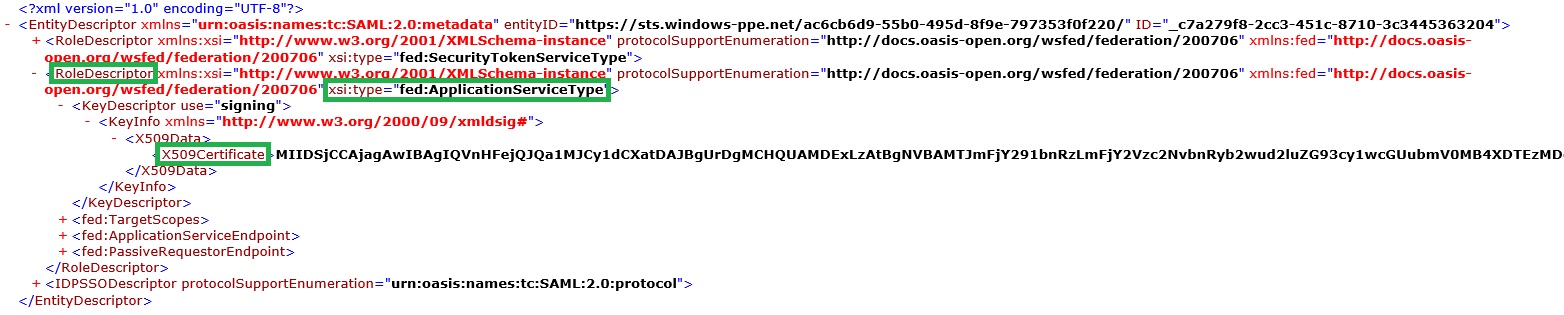 <?xml version="1.0" encoding="UTF-8"?>
- <EntityDescriptor xmlns="urn:oasis:names:tc:SAML:2.0:metadata" entityID="https://sts.windows-ppe.net/ac6cb6d9-55b0-495d-8f9e-797353f0f220/" ID="_c7a279f8-2cc3-451c-8710-3c3445363204">
+ <RoleDescriptor xmlns:xsi="http://www.w3.org/2001/XMLSchema-instance" protocolSupportEnumeration="http://docs.oasis-open.org/wsfed/federation/200706" xmlns:fed="http://docs.oasis-
open.org/wsfed/federation/200706" xsi:type="fed:SecurityTokenServiceType">
- <RoleDescriptor xmlns:xsi="http://www.w3.org/2001/XMLSchema-instance" protocolSupportEnumeration="http://docs.oasis-open.org/wsfed/federation/200706" xmlns:fed="http://docs.oasis-
open.org/wsfed/federation/200706" xsi:type="fed:ApplicationServiceType">
- <KeyDescriptor use="signing">
- <KeyInfo xmlns="http://www.w3.org/2000/09/xmldsig#">
- <X509Data>
<X509Certificate>MIIDSjCCAjagAwIBAgIQVnHFejQJQa1MJCy1dCXatDAJBgUrDgMCHQUAMDExLzAtBgNVBAMTJmFjY291bnRzLmFjY2Vzc2NvbnRyb2wud2luZG93cy1wcGUubmV0MB4XDTEzMD
</X509Data>
</KeyInfo>
</KeyDescriptor>
+ <fed:TargetScopes>
+ <fed:ApplicationServiceEndpoint>
+ <fed:PassiveRequestorEndpoint>
</RoleDescriptor>
+ <IDPSSODescriptor protocolSupportEnumeration="urn:oasis:names:tc:SAML:2.0:protocol">
</EntityDescriptor>